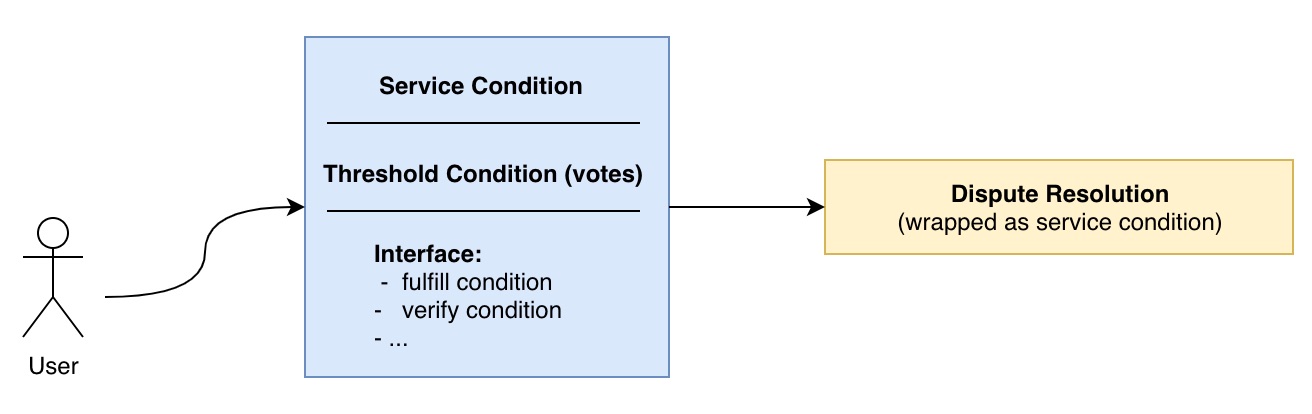 User
Service Condition
Threshold Condition (votes)
Interface:
- fulfill condition
- verify condition
- ...
Dispute Resolution
(wrapped as service condition)